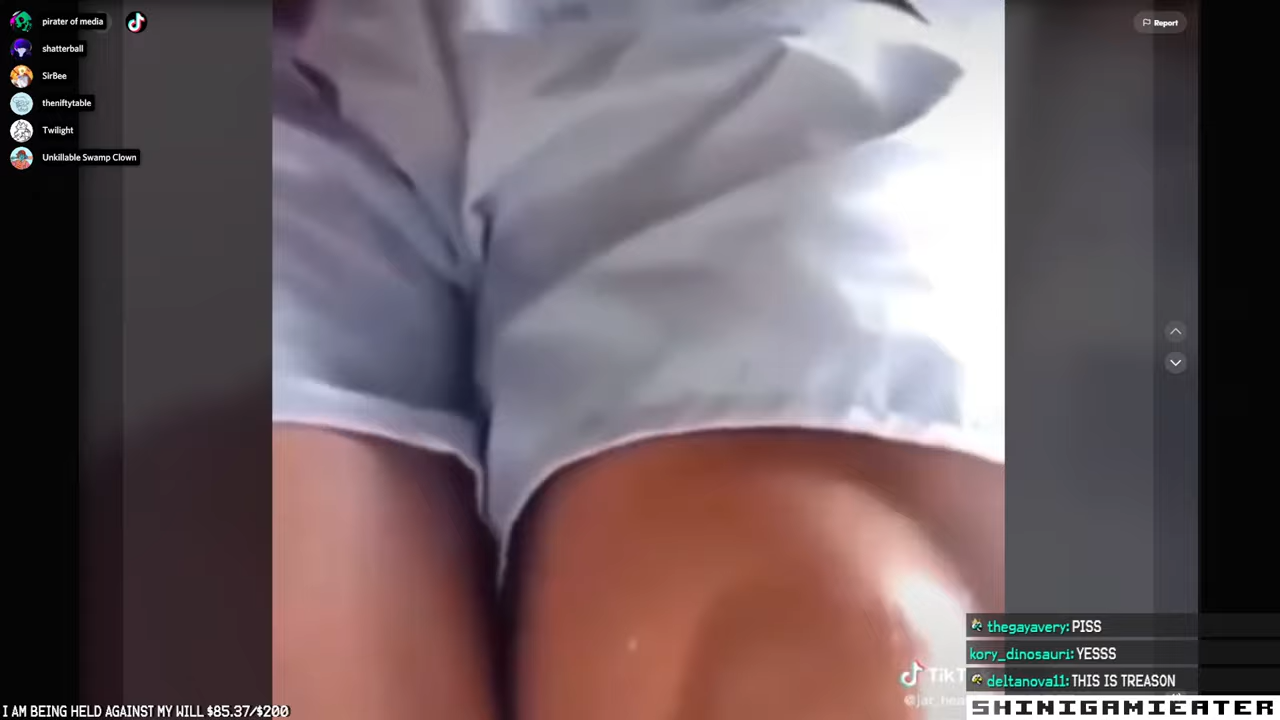 pirater of media
shatterball
SirBee
theniftytable
Twilight
Unkillable Swamp Clown
Report
thegayavery: PISS
kory_dinosauri: YESSS
deltanova11: THIS IS TREASON
I AM BEING HELD AGAINST MY WILL $85.37/$200
SHINIGAMIEATER